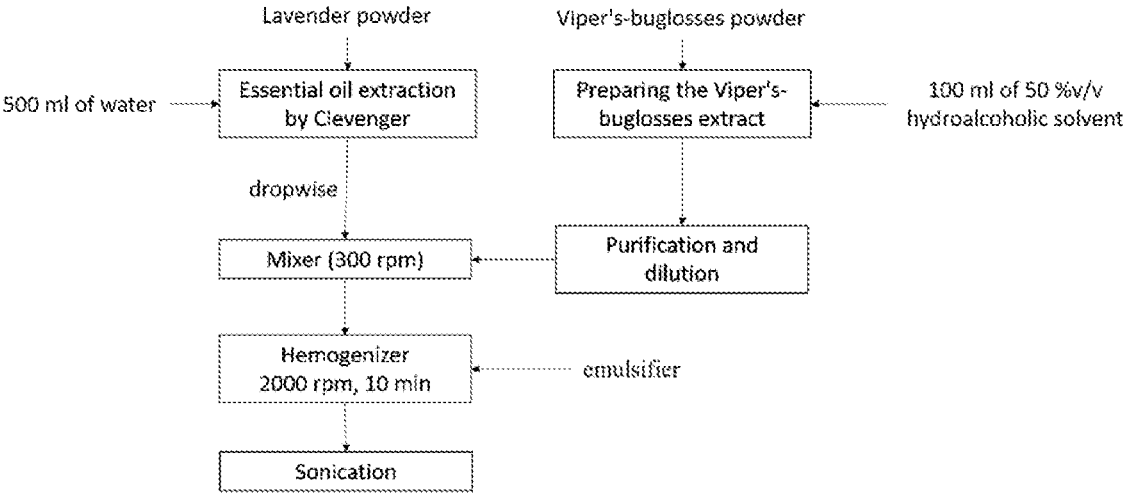 Lavender powder
Viper's-buglosses powder
500 ml of water
Essential oil extraction
by Clevenger
Preparing the Viper's-
buglosses extract
100 ml of 50 %v/v
hydroalcoholic solvent
dropwise
Mixer (300 rpm)
Purification and
dilution
Hemogenizer
2000 rpm, 10 min
emulsifier
Sonication